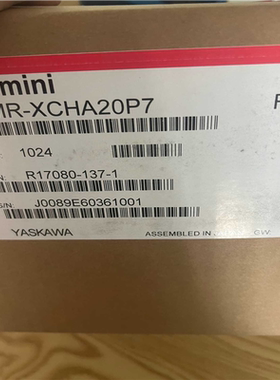 mini
MR-XCHA20P7
1024
N: R17080-137-1
S/N: J0089E60361001
YASKAWA ASSEMBLED IN